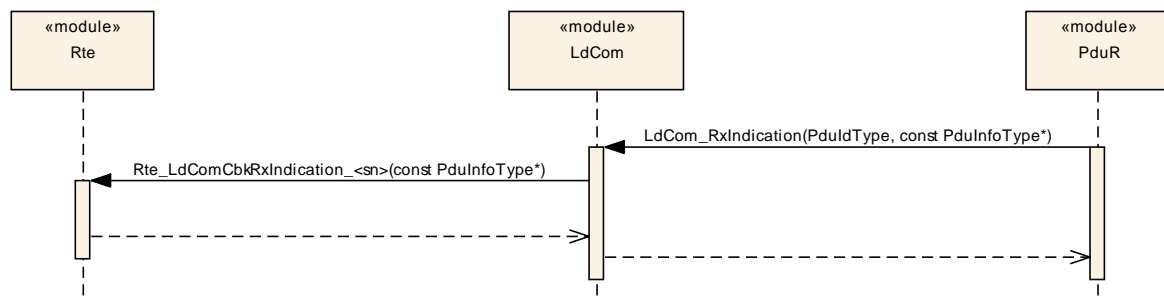 «module»
Rte
«module»
LdCom
«module»
PduR
LdCom_RxIndication(PduIdType, const PduInfoType*)
Rte_LdComCbkRxIndication_<sn>(const PduInfoType*)